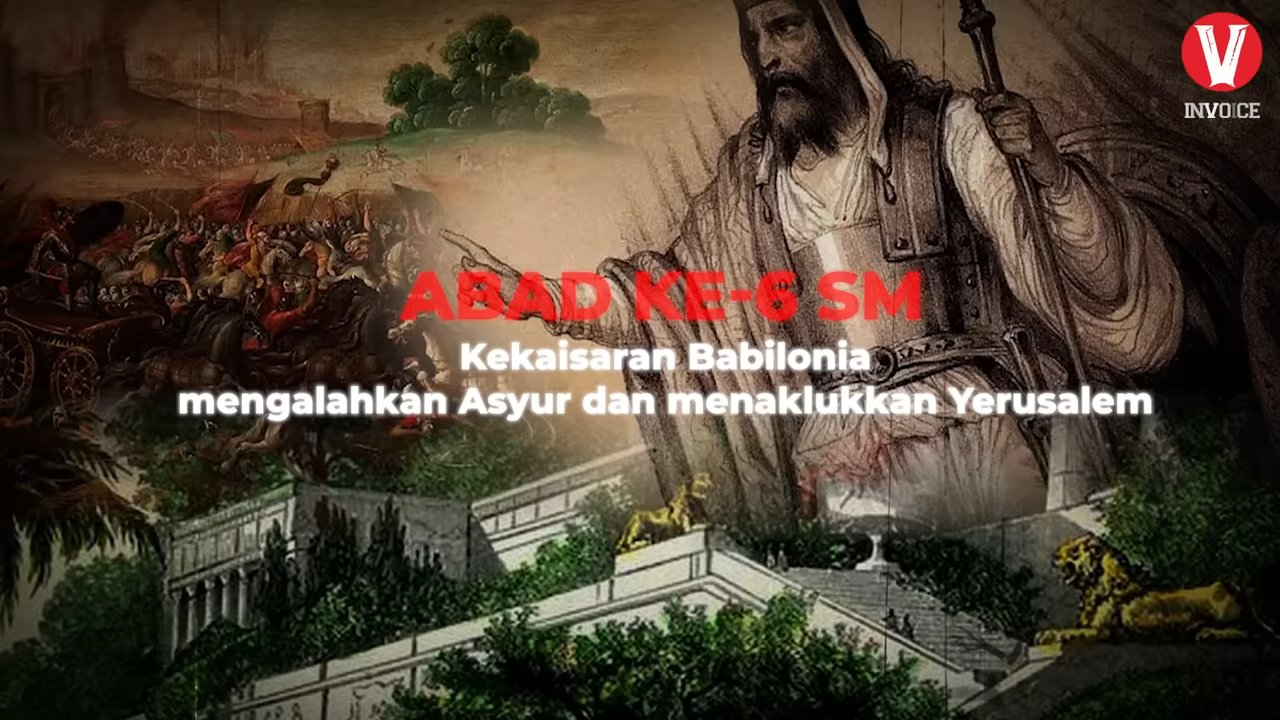 V
INVOICE
ABAD KE-6 SM
Kekaisaran Babilonia
mengalahkan Asyur dan menaklukkan Yerusalem